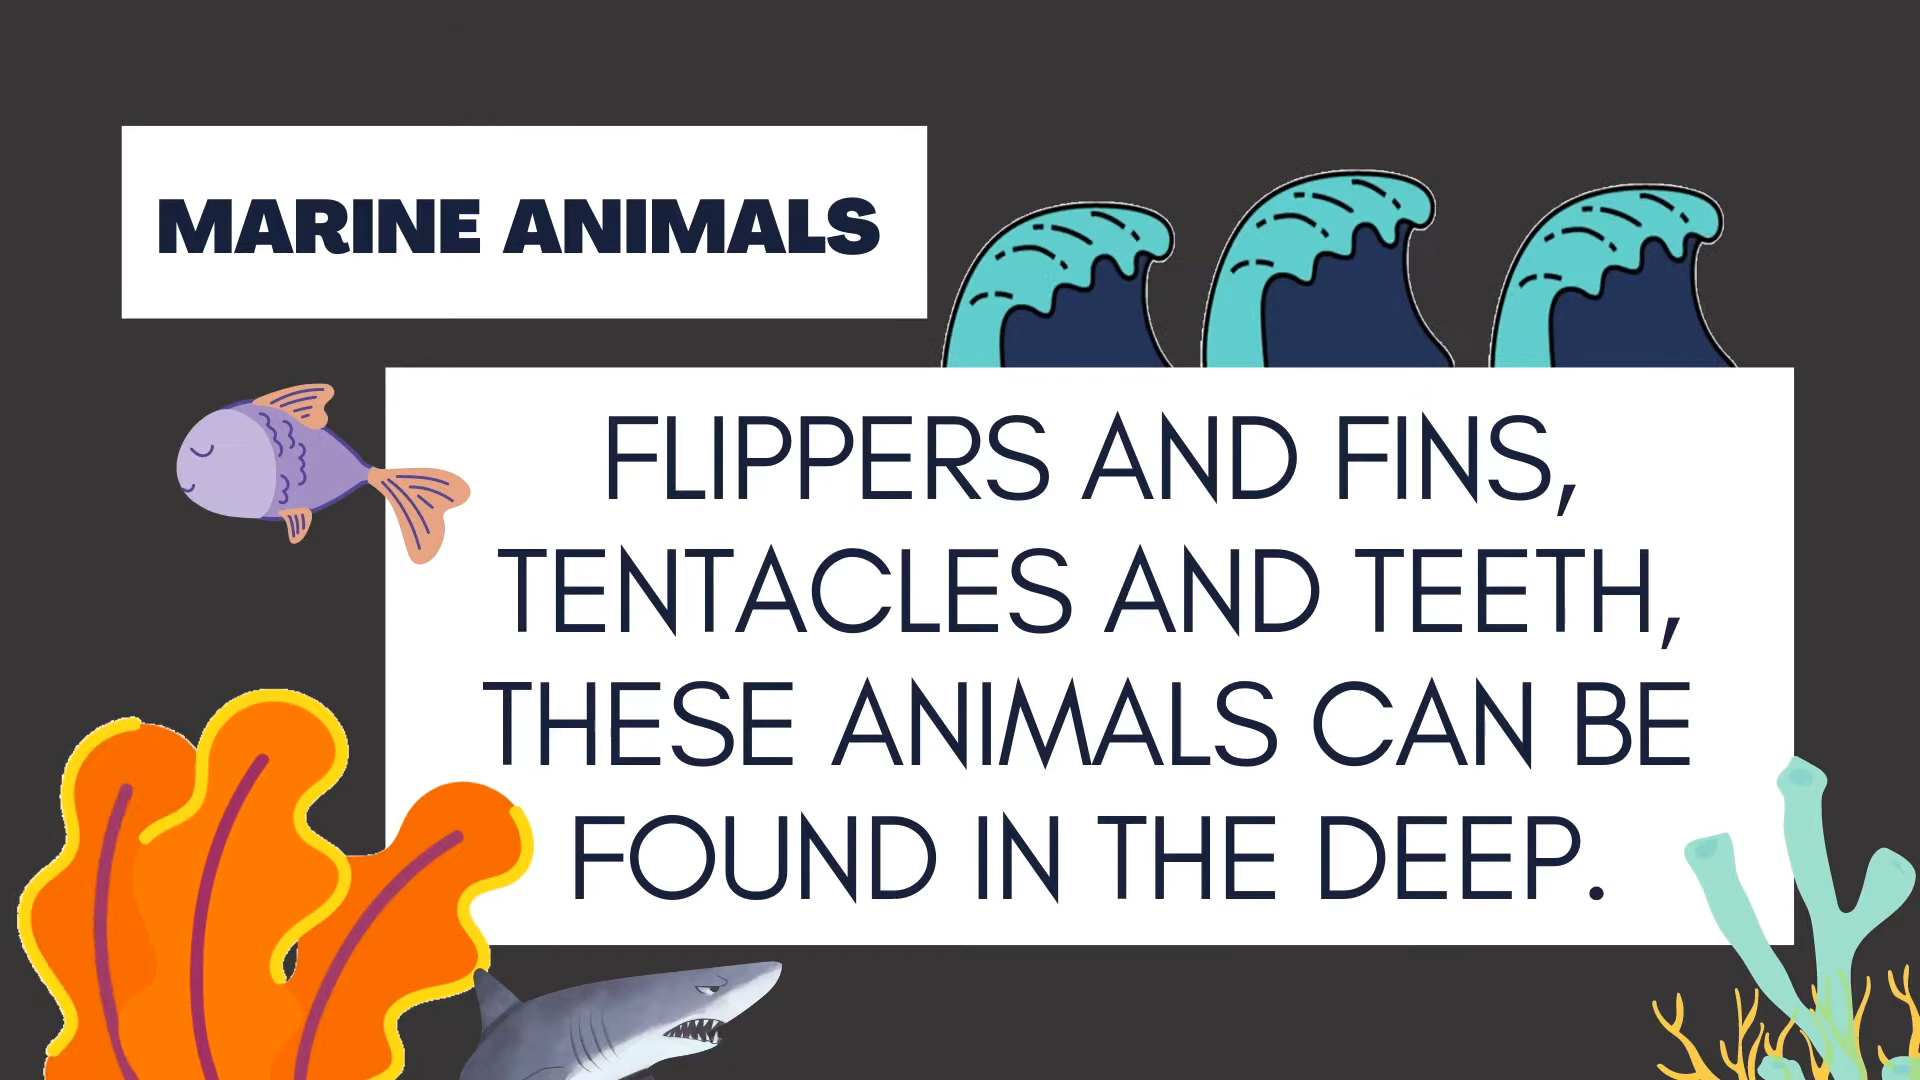 MARINE ANIMALS
FLIPPERS AND FINS,
TENTACLES AND TEETH,
THESE ANIMALS CAN BE
FOUND IN THE DEEP.